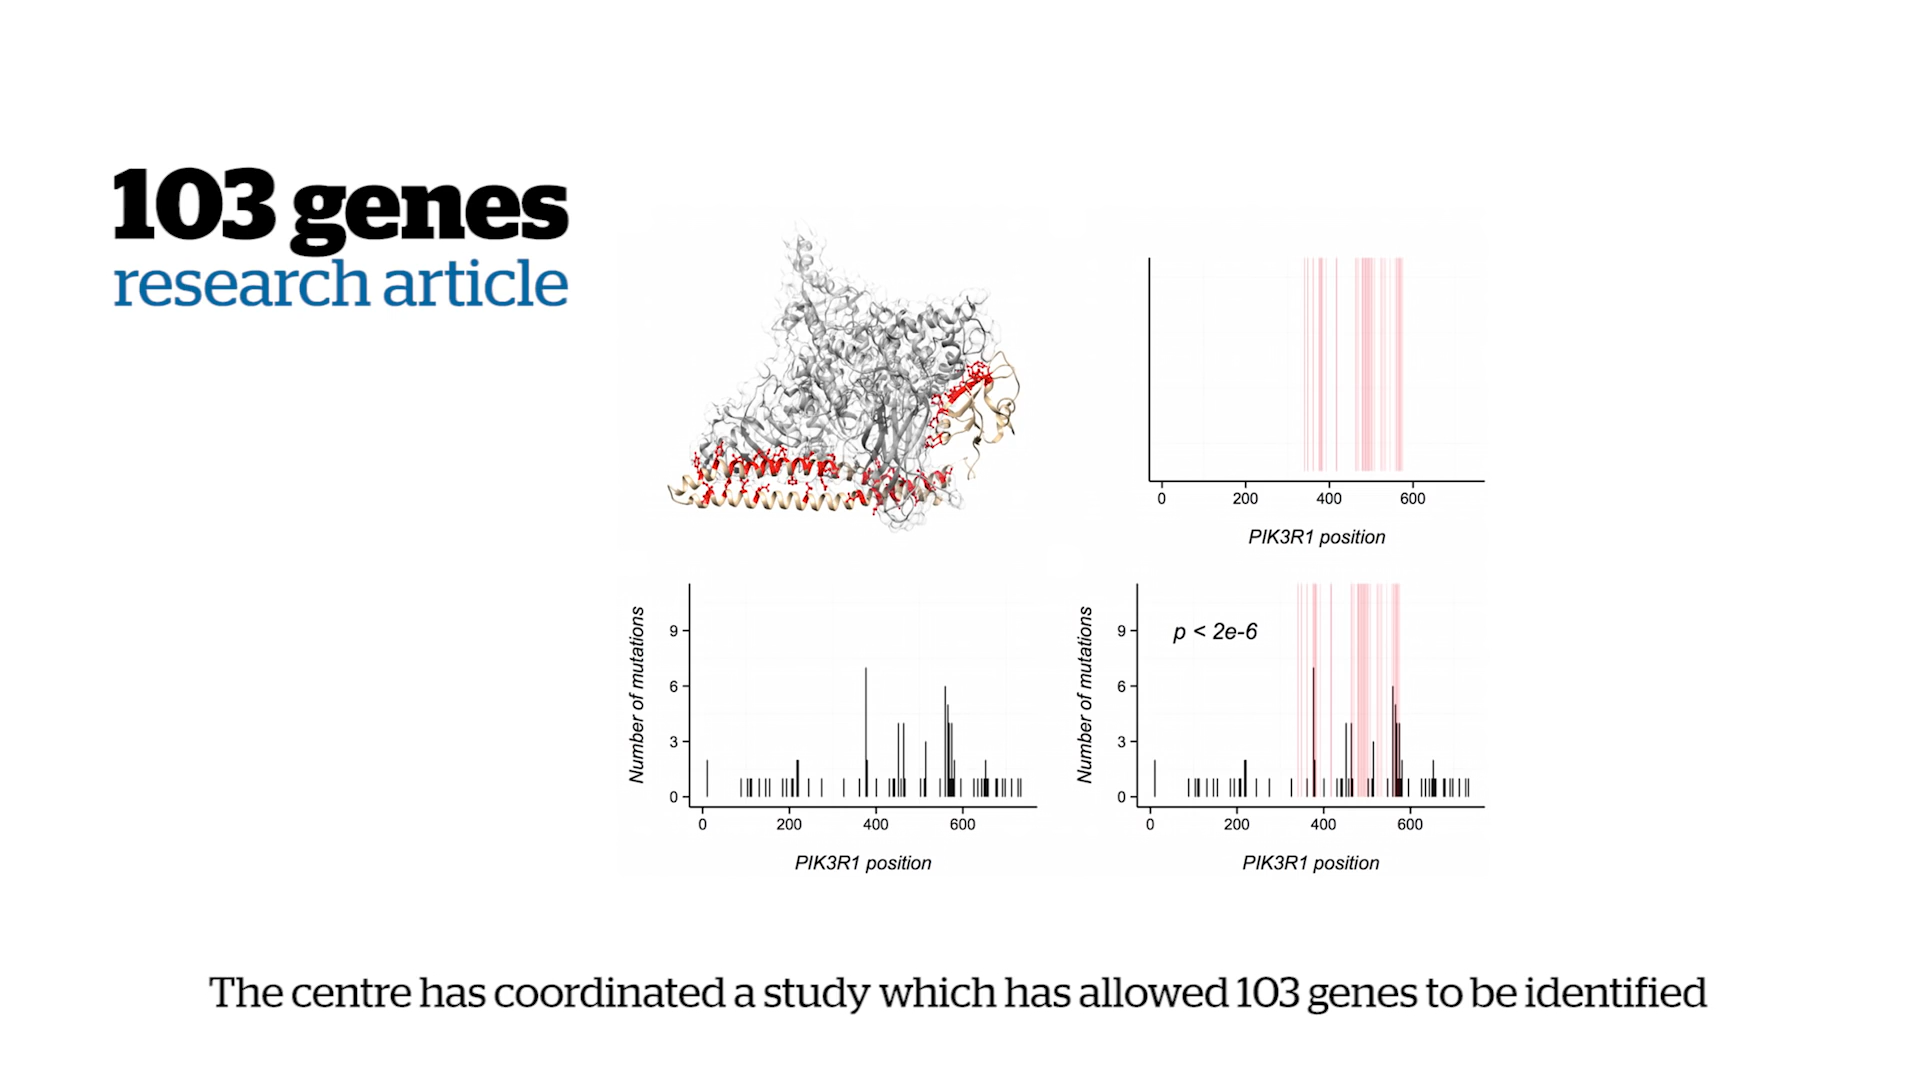 103 genes
research article
0 200 400 600
PIK3R1 position
Number of mutations
9
6
3
0
0 200 400 600
PIK3R1 position
Number of mutations
p < 2e-6
9
6
3
0
0 200 400 600
PIK3R1 position
The centre has coordinated a study which has allowed 103 genes to be identified